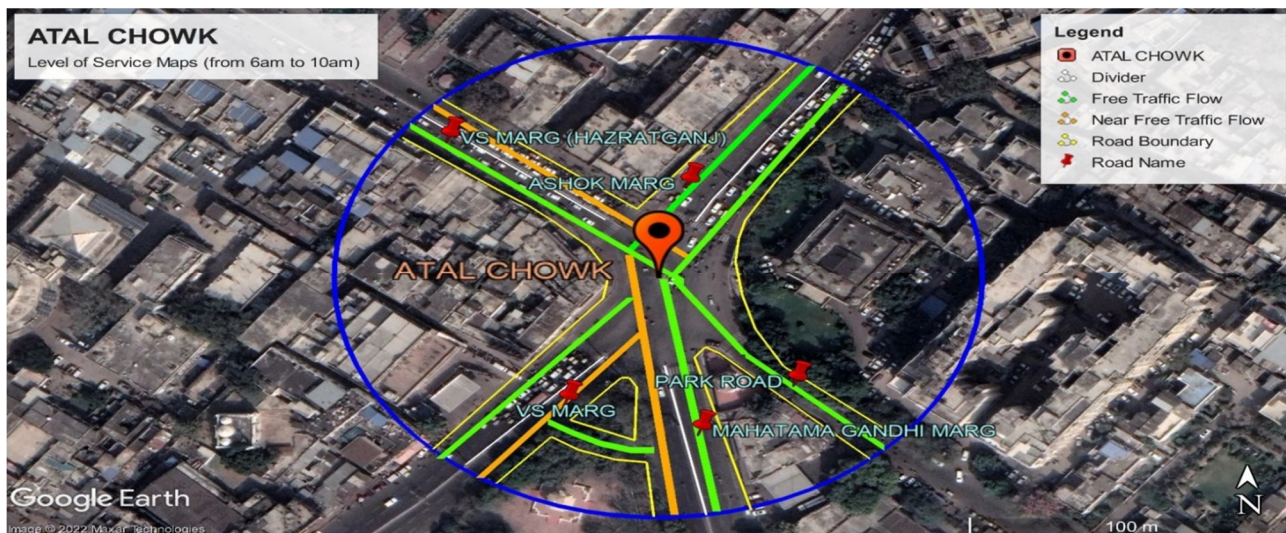 ATAL CHOWK
Level of Service Maps (from 6am to 10am)
Legend
ATAL CHOWK
Divider
Free Traffic Flow
Near Free Traffic Flow
Road Boundary
Road Name
VS MARG (HAZRATGANJ)
ASHOK MARG
ATAL CHOWK
PARK ROAD
VS MARG
MAHATAMA GANDHI MARG
Google Earth
Image © 2022 Maxar Technologies
100 m
N